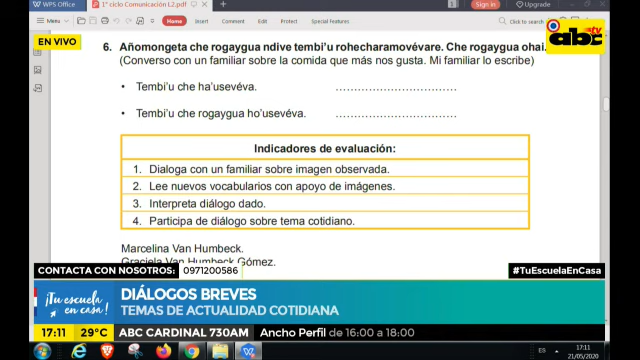 WPS Office
1° ciclo Comunicación L2.pdf
Sign in
Upgrade
Home
Comment
Special Features
Click to search
EN VIVO
abc tv
6. Añomongeta che rogaygua ndive tembi'u rohecharamovévare. Che rogaygua ohai.
(Converso con un familiar sobre la comida que más nos gusta. Mi familiar lo escribe)
• Tembi'u che ha'usevéva. ................................
• Tembi'u che rogaygua ho'usevéva. ................................
Indicadores de evaluación:
1. Dialoga con un familiar sobre imagen observada.
2. Lee nuevos vocabularios con apoyo de imágenes.
3. Interpreta diálogo dado.
4. Participa de diálogo sobre tema cotidiano.
Marcelina Van Humbeck.
Graciela Van Humbeck Gómez.
CONTACTA CON NOSOTROS: 0971200586
#TuEscuelaEnCasa
¡Tu escuela en casa!
DIÁLOGOS BREVES
TEMAS DE ACTUALIDAD COTIDIANA
17:11 29°C ABC CARDINAL 730AM Ancho Perfil de 16:00 a 18:00
ES
17:11
21/05/2020